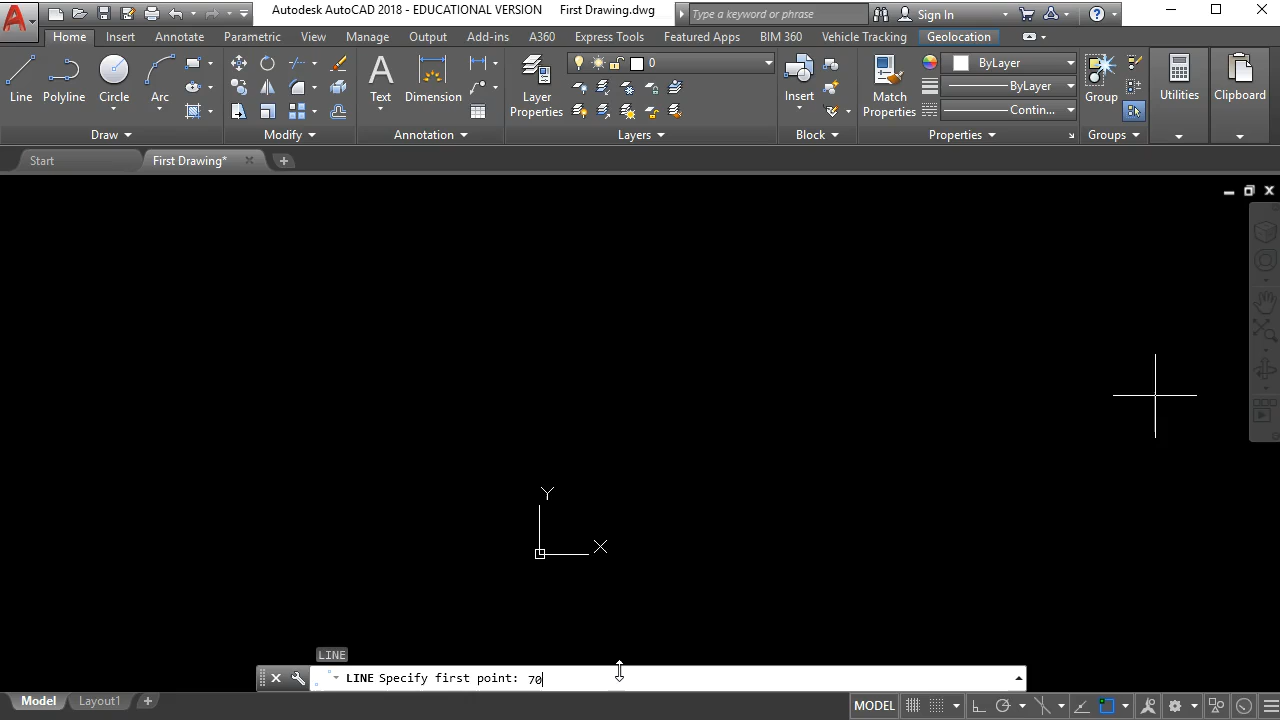 Autodesk AutoCAD 2018 - EDUCATIONAL VERSION First Drawing.dwg
Type a keyword or phrase
Sign In
Home Insert Annotate Parametric View Manage Output Add-ins A360 Express Tools Featured Apps BIM 360 Vehicle Tracking Geolocation
Line Polyline Circle Arc
Draw
Modify
Text Dimension
Annotation
Layer Properties
0
Layers
Insert
Block
Match Properties
ByLayer
ByLayer
Contin...
Properties
Group
Groups
Utilities
Clipboard
Start First Drawing*
Y
X
LINE
LINE Specify first point: 70
Model Layout1
MODEL